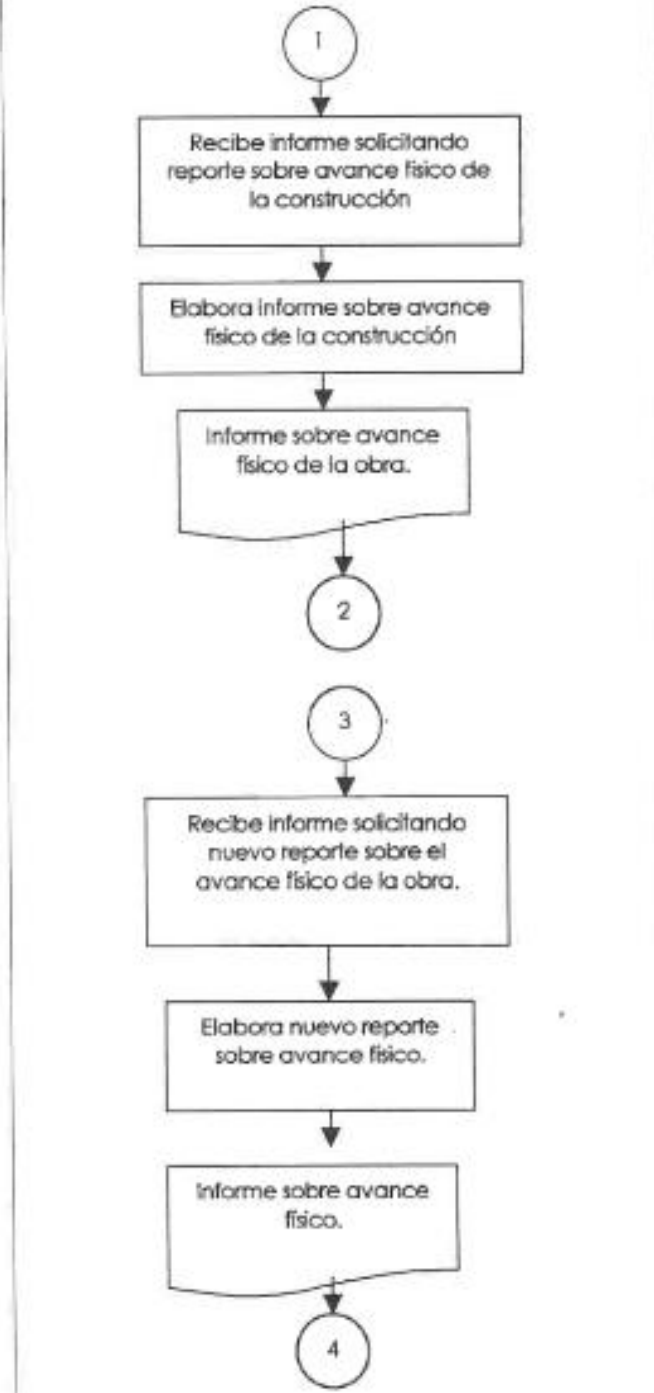 1
Recibe informe solicitando
reporte sobre avance físico de
la construcción
Elabora informe sobre avance
físico de la construcción
Informe sobre avance
físico de la obra.
2
3
Recibe informe solicitando
nuevo reporte sobre el
avance físico de la obra.
Elabora nuevo reporte
sobre avance físico.
Informe sobre avance
físico.
4